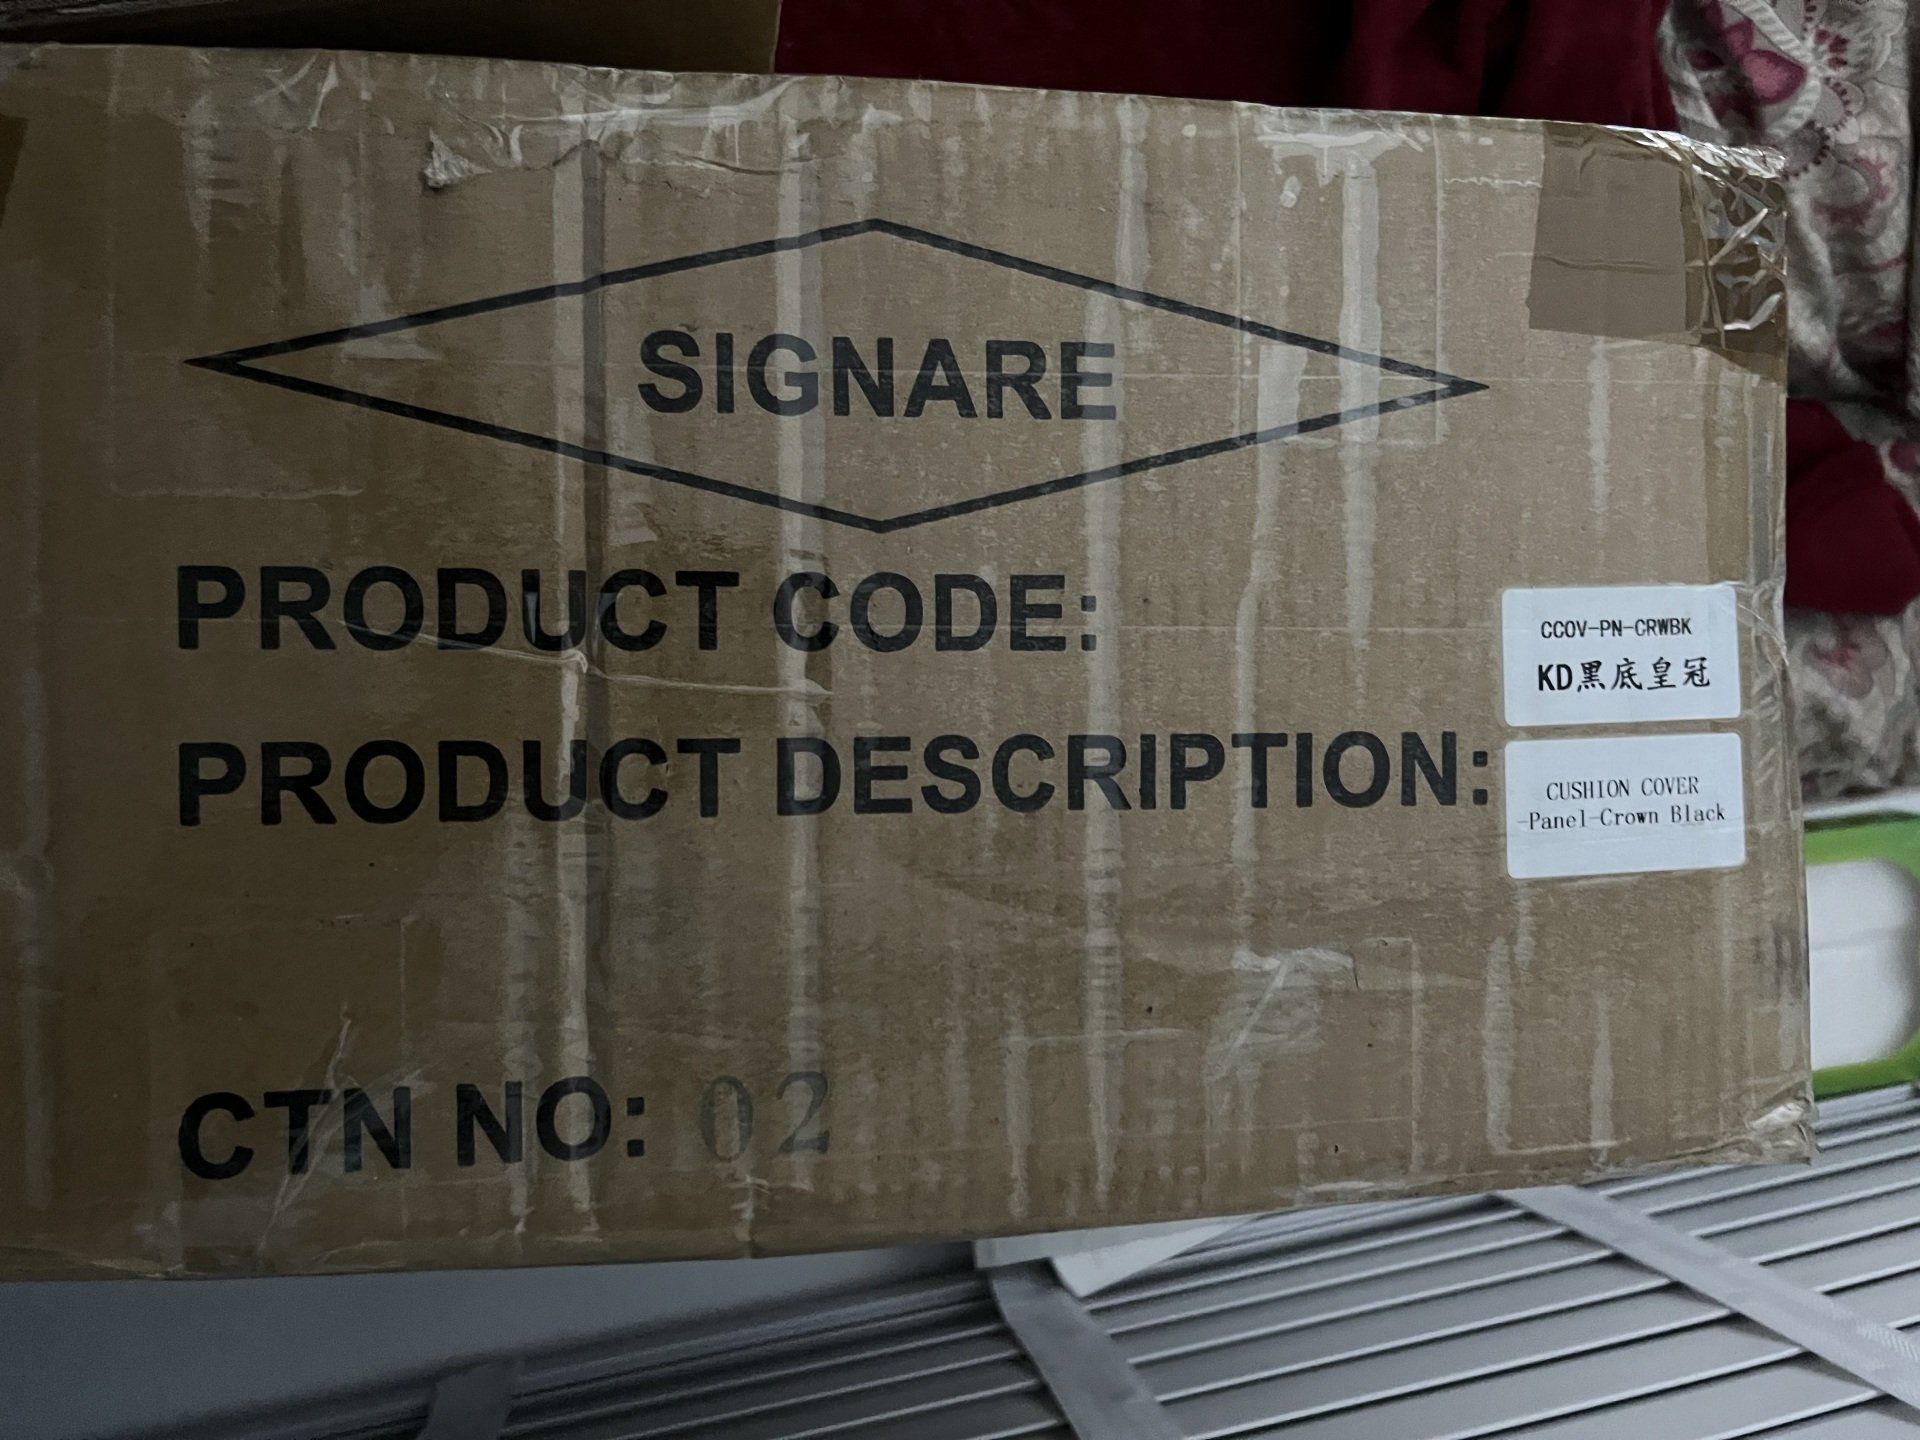 SIGNARE
PRODUCT CODE:
CCOV-PN-CRWBK
KD黑底皇冠
PRODUCT DESCRIPTION:
CUSHION COVER
-Panel-Crown Black
CTN NO: 02